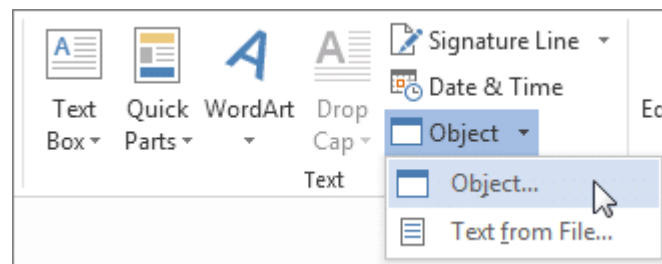 Text Box
Quick Parts
WordArt
Drop Cap
Signature Line
Date & Time
Object
Text
Object...
Text from File...